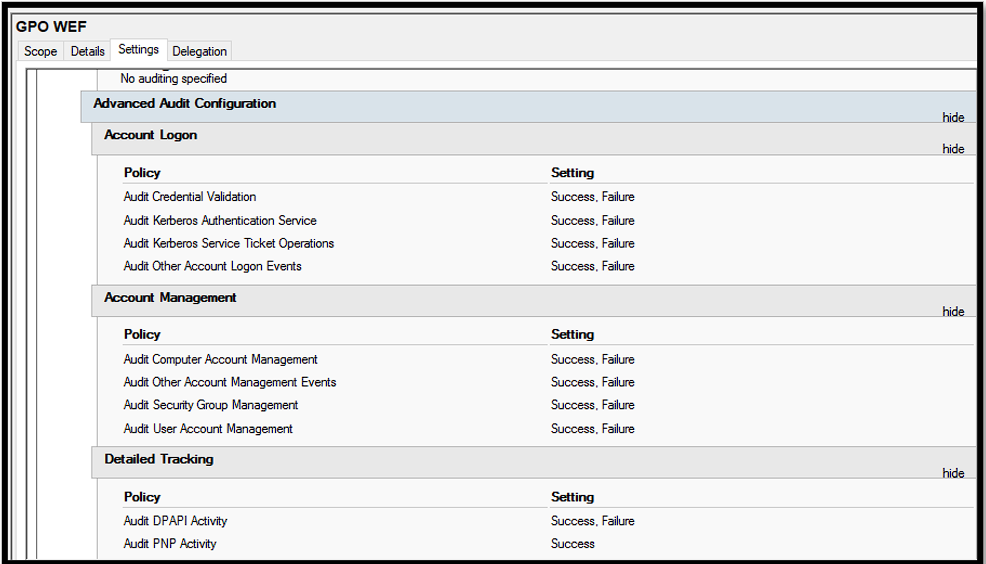 GPO WEF
Scope Details Settings Delegation
No auditing specified
Advanced Audit Configuration
hide
Account Logon
hide
Policy Setting
Audit Credential Validation Success, Failure
Audit Kerberos Authentication Service Success, Failure
Audit Kerberos Service Ticket Operations Success, Failure
Audit Other Account Logon Events Success, Failure
Account Management
hide
Policy Setting
Audit Computer Account Management Success, Failure
Audit Other Account Management Events Success, Failure
Audit Security Group Management Success, Failure
Audit User Account Management Success, Failure
Detailed Tracking
hide
Policy Setting
Audit DPAPI Activity Success, Failure
Audit PNP Activity Success